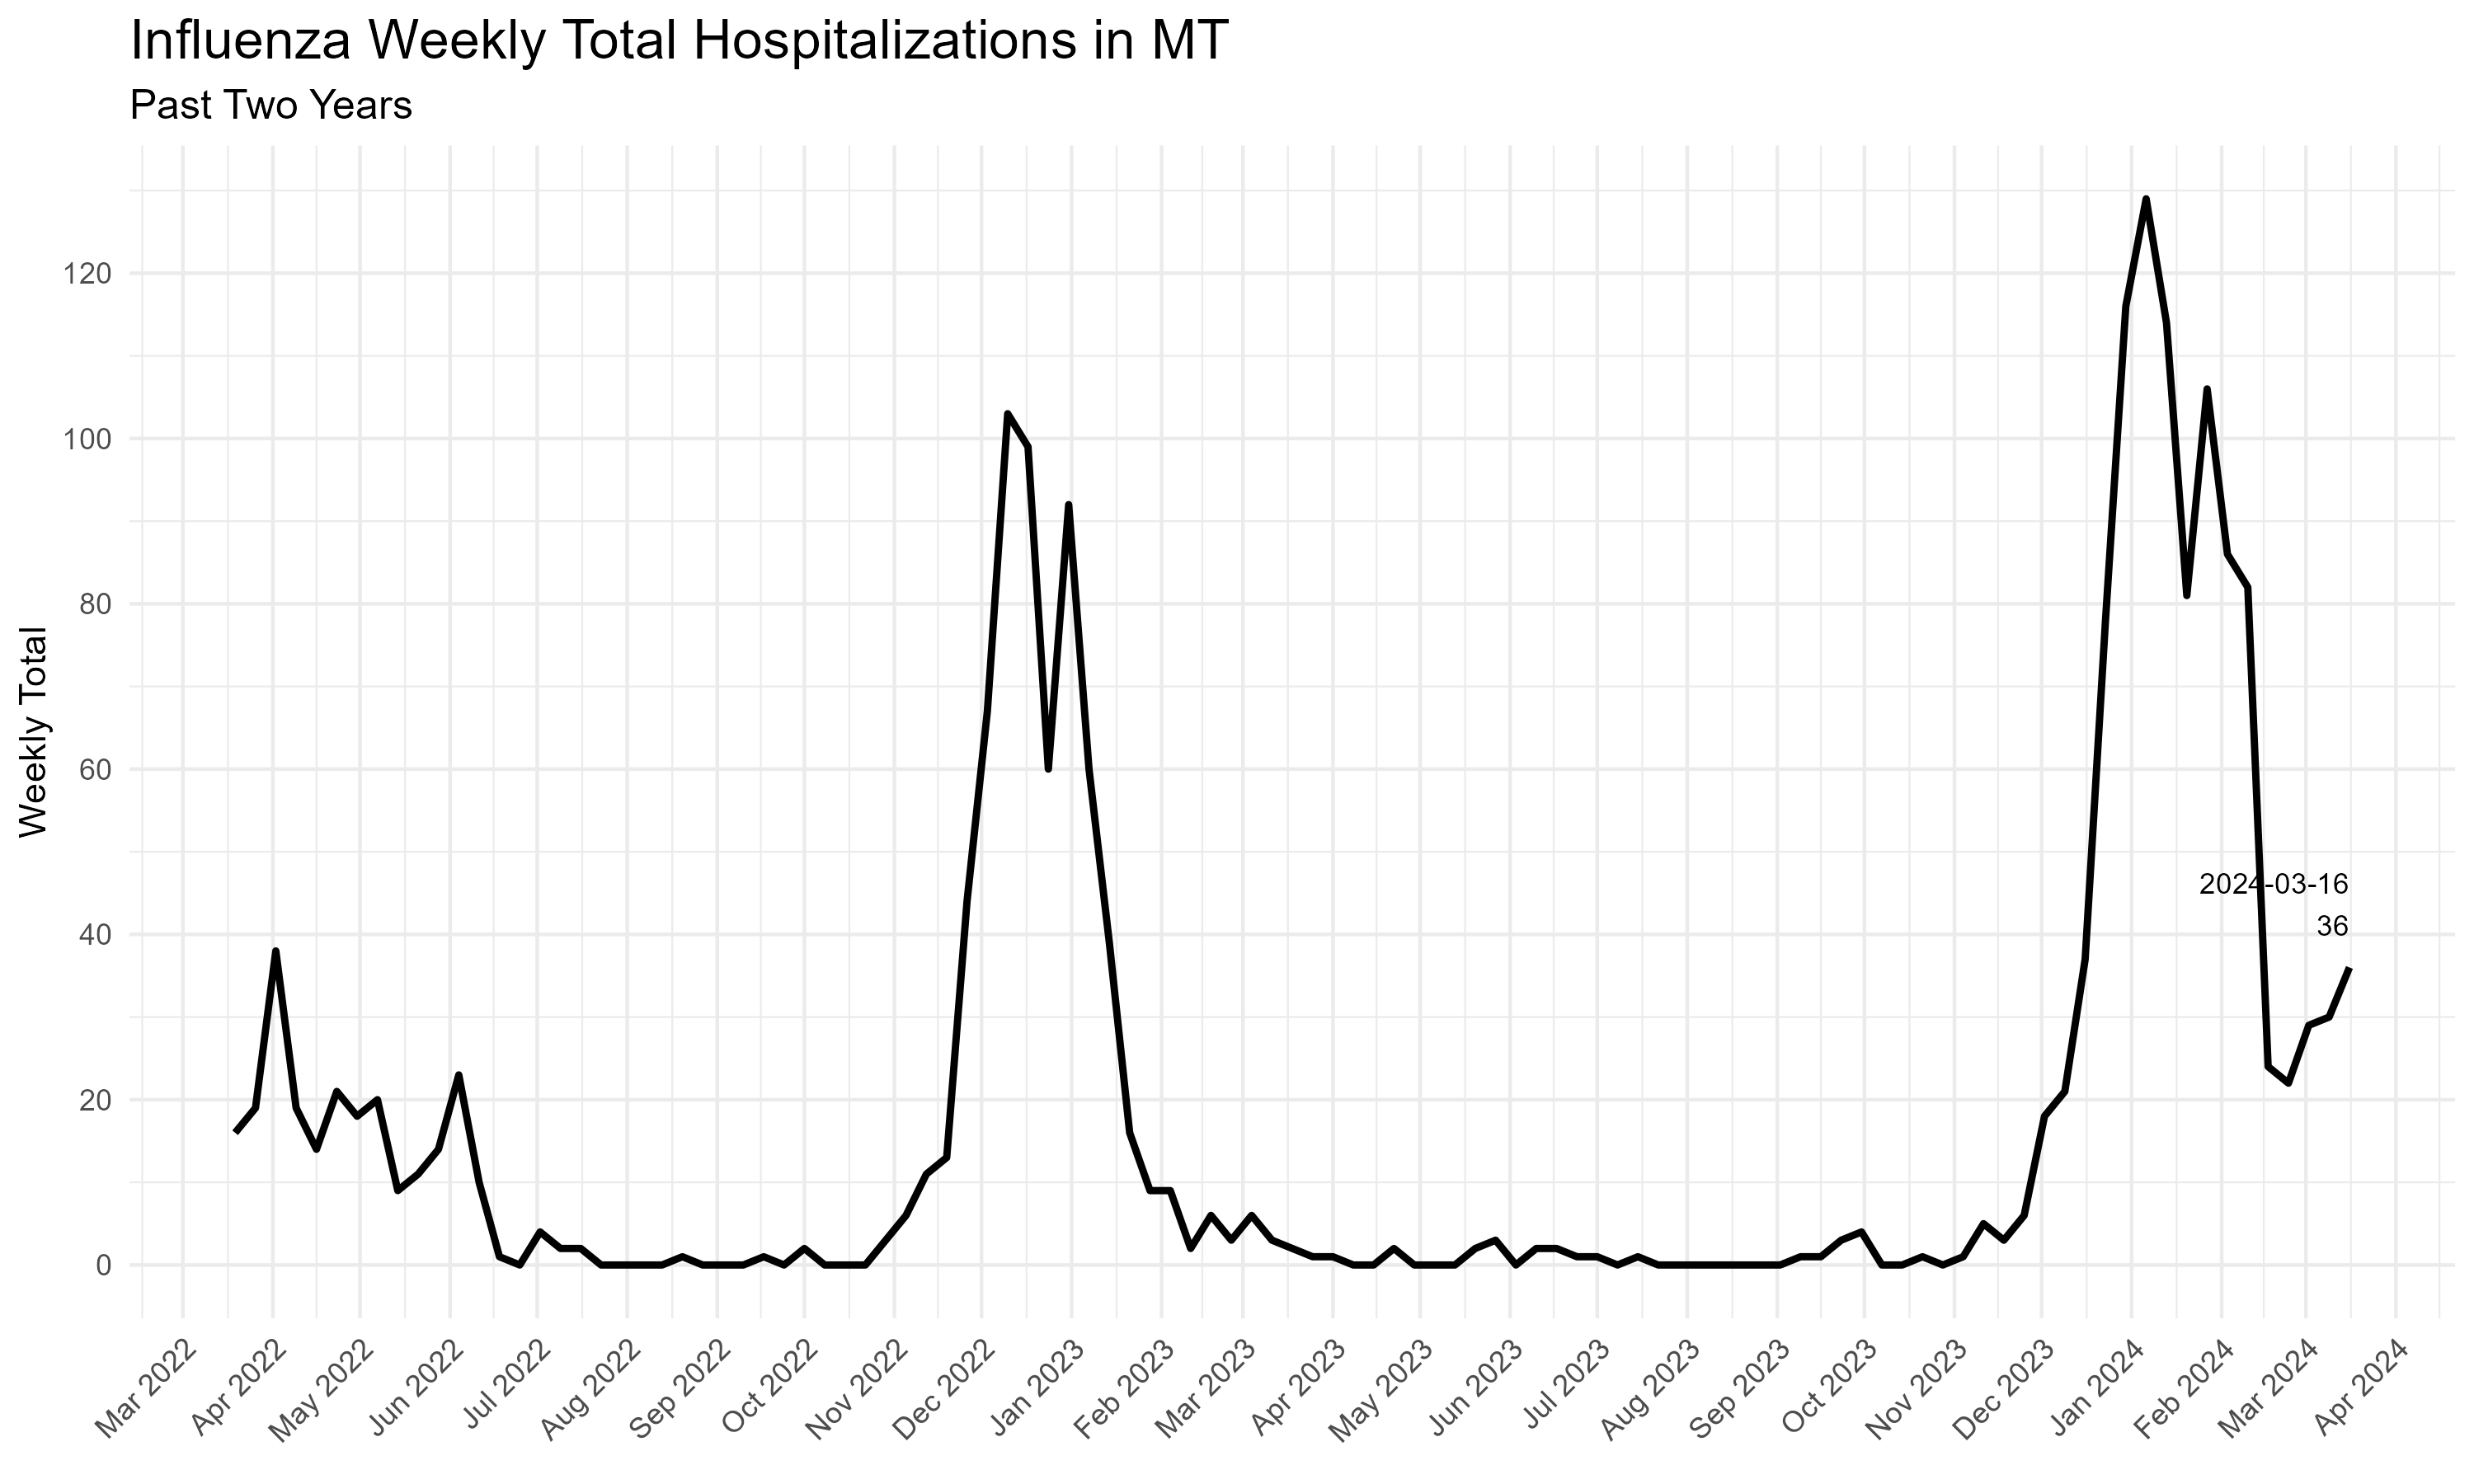 Influenza Weekly Total Hospitalizations in MT
Past Two Years
Weekly Total
120
100
80
60
40
20
0
2024-03-16
36
Mar 2022
Apr 2022
May 2022
Jun 2022
Jul 2022
Aug 2022
Sep 2022
Oct 2022
Nov 2022
Dec 2022
Jan 2023
Feb 2023
Mar 2023
Apr 2023
May 2023
Jun 2023
Jul 2023
Aug 2023
Sep 2023
Oct 2023
Nov 2023
Dec 2023
Jan 2024
Feb 2024
Mar 2024
Apr 2024